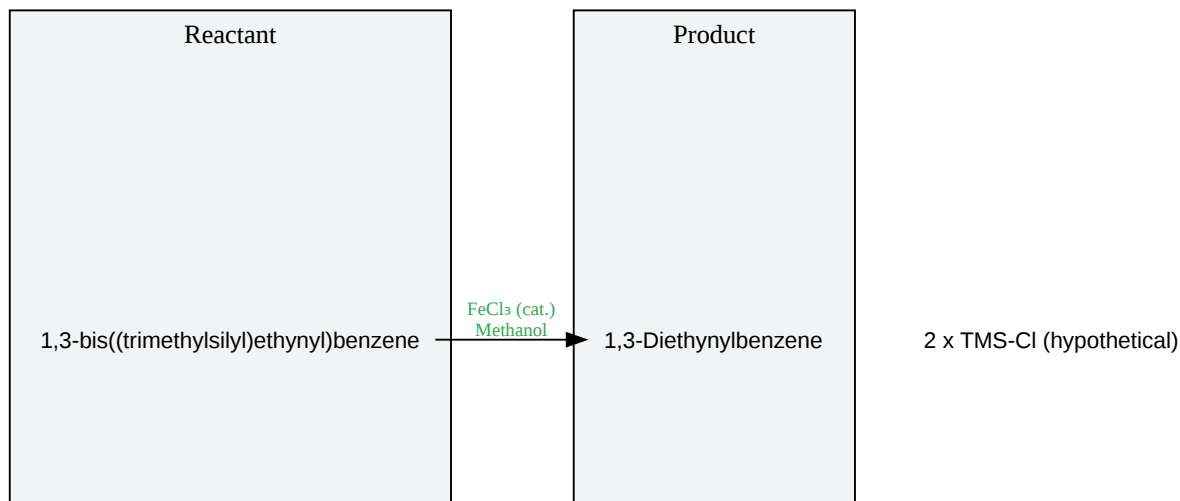 Reactant
Product
FeCl₃ (cat.)
Methanol
1,3-bis((trimethylsilyl)ethynyl)benzene
1,3-Diethynylbenzene
2 x TMS-Cl (hypothetical)